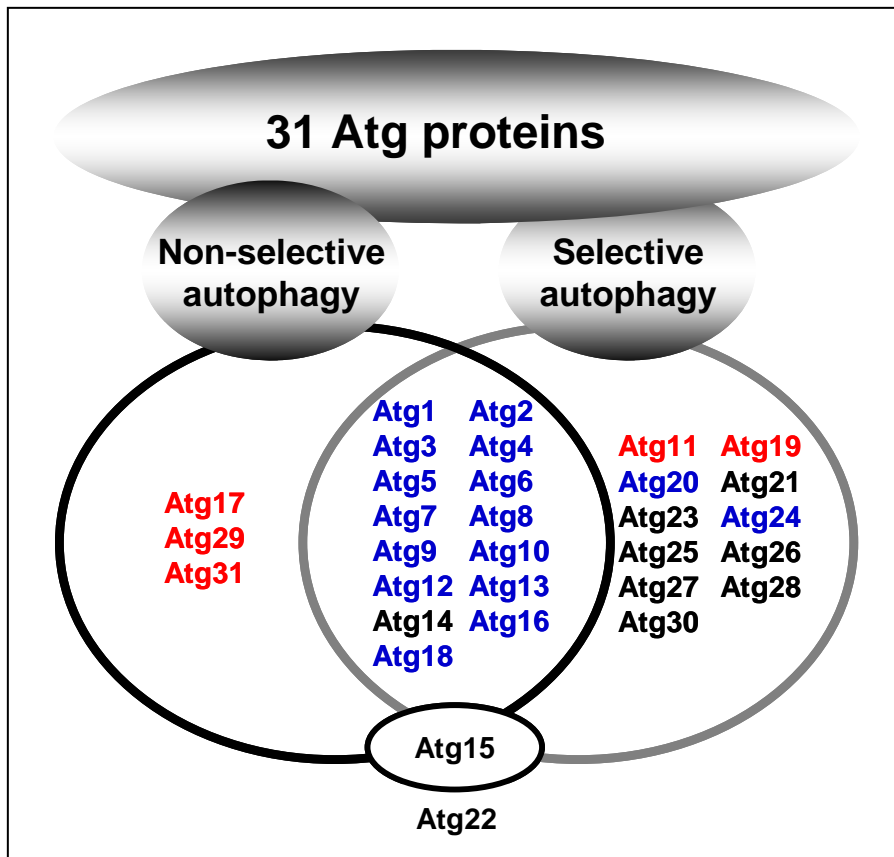 31 Atg proteins
Non-selective
autophagy
Selective
autophagy
Atg17
Atg29
Atg31
Atg1 Atg2
Atg3 Atg4
Atg5 Atg6
Atg7 Atg8
Atg9 Atg10
Atg12 Atg13
Atg14 Atg16
Atg18
Atg11 Atg19
Atg20 Atg21
Atg23 Atg24
Atg25 Atg26
Atg27 Atg28
Atg30
Atg15
Atg22